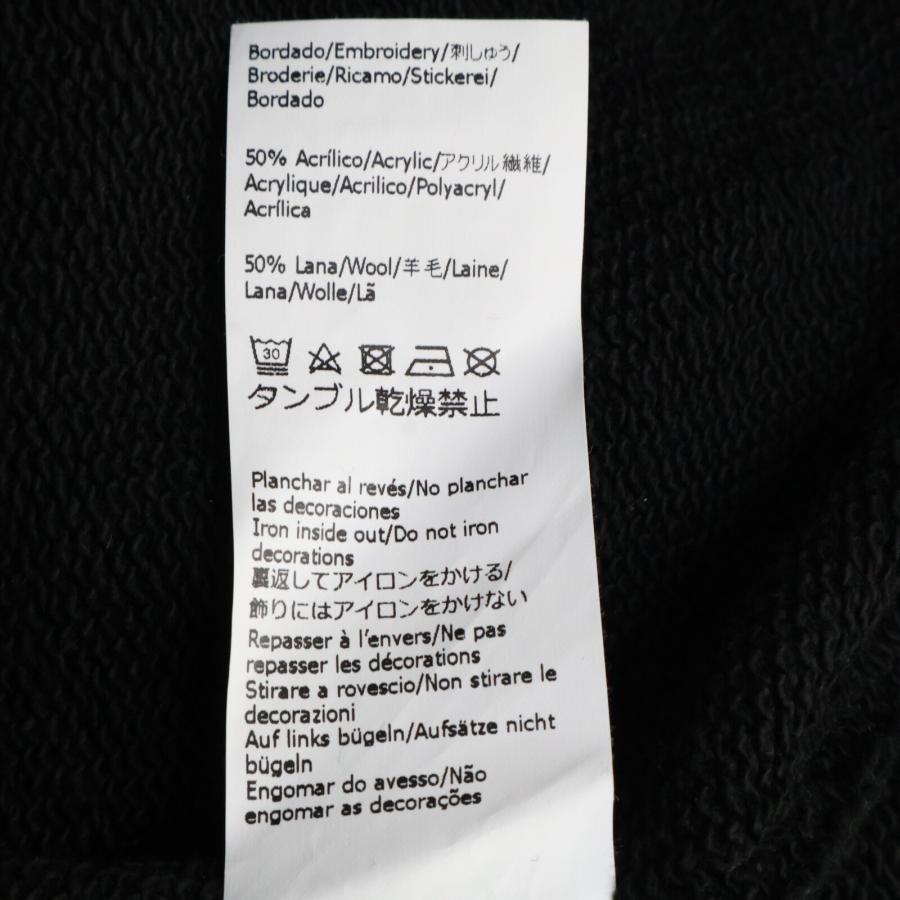 Bordado/Embroidery/刺しゅう/
Broderie/Ricamo/Stickerei/
Bordado
50% Acrílico/Acrylic/アクリル繊維/
Acrylique/Acrilico/Polyacryl/
Acrílica
50% Lana/Wool/羊毛/Laine/
Lana/Wolle/Lã
30
タンブル乾燥禁止
Planchar al revés/No planchar
las decoraciones
Iron inside out/Do not iron
decorations
裏返してアイロンをかける/
飾りにはアイロンをかけない
Repasser à l'envers/Ne pas
repasser les décorations
Stirare a rovescio/Non stirare le
decorazioni
Auf links bügeln/Aufsätze nicht
bügeln
Engomar do avesso/Não
engomar as decorações